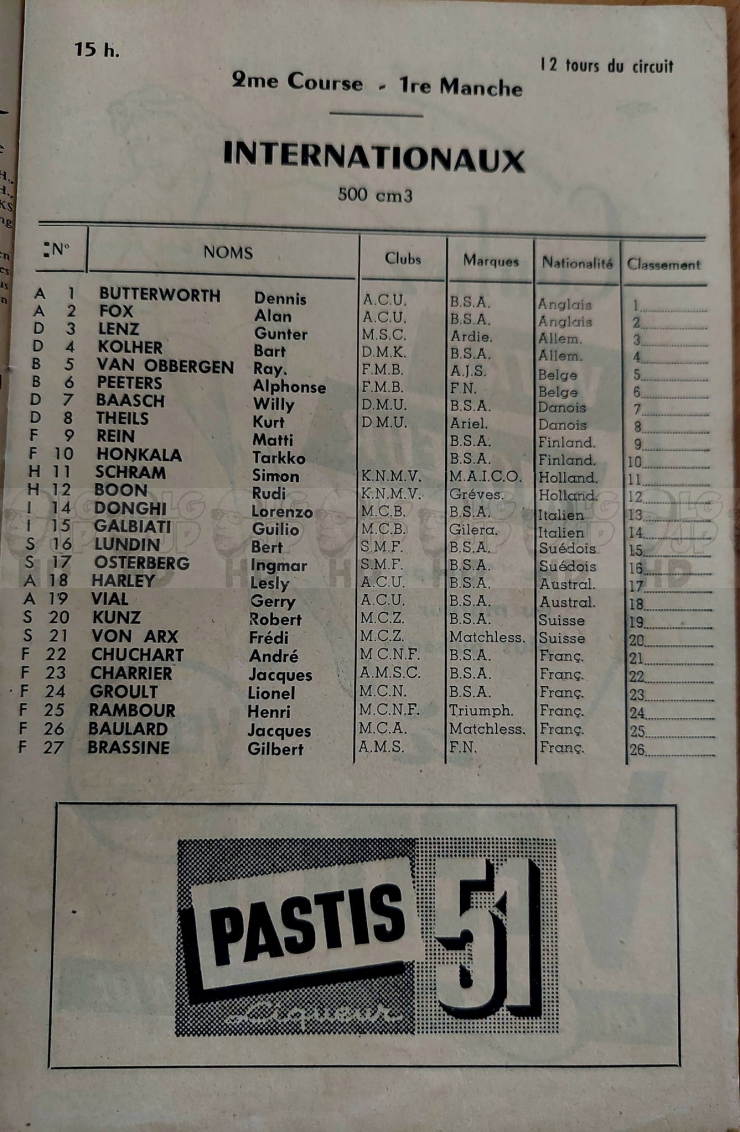 15 h.
12 tours du circuit
2me Course - 1re Manche
INTERNATIONAUX
500 cm3
N° NOMS Clubs Marques Nationalité Classement
A 1 BUTTERWORTH Dennis A.C.U. B.S.A. Anglais 1
A 2 FOX Alan A.C.U. B.S.A. Anglais 2
D 3 LENZ Gunter M.S.C. Ardie. Allem. 3
D 4 KOLHER Bart D.M.K. B.S.A. Allem. 4
B 5 VAN OBBERGEN Ray. F.M.B. A.J.S. Belge 5
B 6 PEETERS Alphonse F.M.B. F.N. Belge 6
D 7 BAASCH Willy D.M.U. B.S.A. Danois 7
D 8 THEILS Kurt D M.U. Ariel. Danois 8
F 9 REIN Matti B.S.A. Finland. 9
F 10 HONKALA Tarkko B.S.A. Finland. 10
H 11 SCHRAM Simon K.N.M.V. M.A.I.C.O. Holland. 11
H 12 BOON Rudi K.N.M.V. Gréves. Holland. 12
I 14 DONGHI Lorenzo M.C.B. B.S.A. Italien 13
I 15 GALBIATI Guilio M.C.B. Gilera. Italien 14
S 16 LUNDIN Bert S.M.F. B.S.A. Suédois 15
S 17 OSTERBERG Ingmar S.M.F. B.S.A. Suédois 16
A 18 HARLEY Lesly A.C.U. B.S.A. Austral. 17
A 19 VIAL Gerry A.C.U. B.S.A. Austral. 18
S 20 KUNZ Robert M.C.Z. B.S.A. Suisse 19
S 21 VON ARX Frédi M.C.Z. Matchless. Suisse 20
F 22 CHUCHART André M C.N.F. B.S.A. Franç. 21
F 23 CHARRIER Jacques A.M.S.C. B.S.A. Franç. 22
F 24 GROULT Lionel M.C.N. B.S.A. Franç. 23
F 25 RAMBOUR Henri M.C.N.F. Triumph. Franç. 24
F 26 BAULARD Jacques M.C.A. Matchless. Franç. 25
F 27 BRASSINE Gilbert A.M.S. F.N. Franç. 26
PASTIS 51
Liqueur